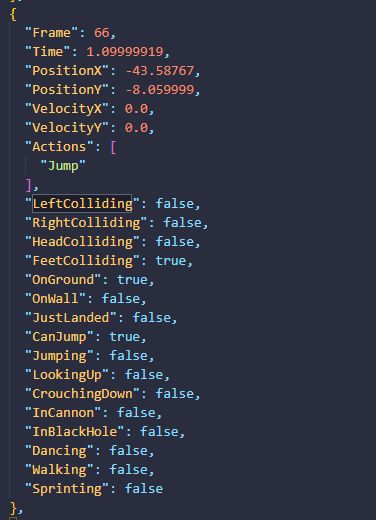 {
"Frame": 66,
"Time": 1.09999919,
"PositionX": -43.58767,
"PositionY": -8.059999,
"VelocityX": 0.0,
"VelocityY": 0.0,
"Actions": [
"Jump"
],
"LeftColliding": false,
"RightColliding": false,
"HeadColliding": false,
"FeetColliding": true,
"OnGround": true,
"OnWall": false,
"JustLanded": false,
"CanJump": true,
"Jumping": false,
"LookingUp": false,
"CrouchingDown": false,
"InCannon": false,
"InBlackHole": false,
"Dancing": false,
"Walking": false,
"Sprinting": false
},